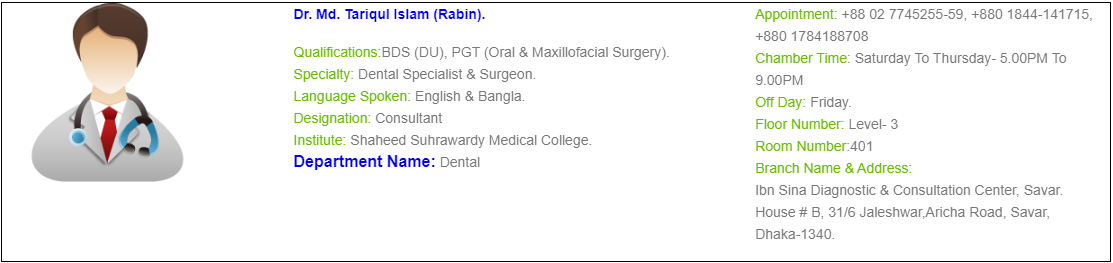 Dr. Md. Tariqul Islam (Rabin).
Qualifications:BDS (DU), PGT (Oral & Maxillofacial Surgery).
Specialty: Dental Specialist & Surgeon.
Language Spoken: English & Bangla.
Designation: Consultant
Institute: Shaheed Suhrawardy Medical College.
Department Name: Dental
Appointment: +88 02 7745255-59, +880 1844-141715,
+880 1784188708
Chamber Time: Saturday To Thursday- 5.00PM To
9.00PM
Off Day: Friday.
Floor Number: Level- 3
Room Number:401
Branch Name & Address:
Ibn Sina Diagnostic & Consultation Center, Savar.
House # B, 31/6 Jaleshwar,Aricha Road, Savar,
Dhaka-1340.